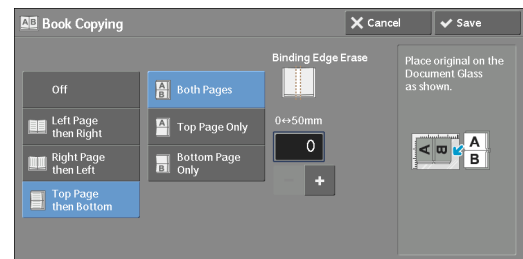 Book Copying
Cancel
Save
Off
Left Page
then Right
Right Page
then Left
Top Page
then Bottom
A
B
Both Pages
A
Top Page Only
B
Bottom Page
Only
Binding Edge Erase
0↔50mm
0
−
+
Place original on the
Document Glass
as shown.
A
B
A
B